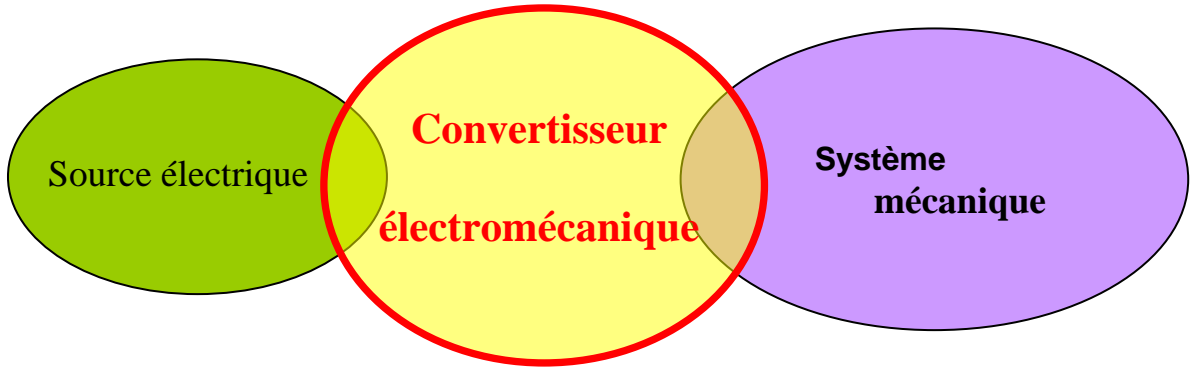 Source électrique
Convertisseur
électromécanique
Système
mécanique